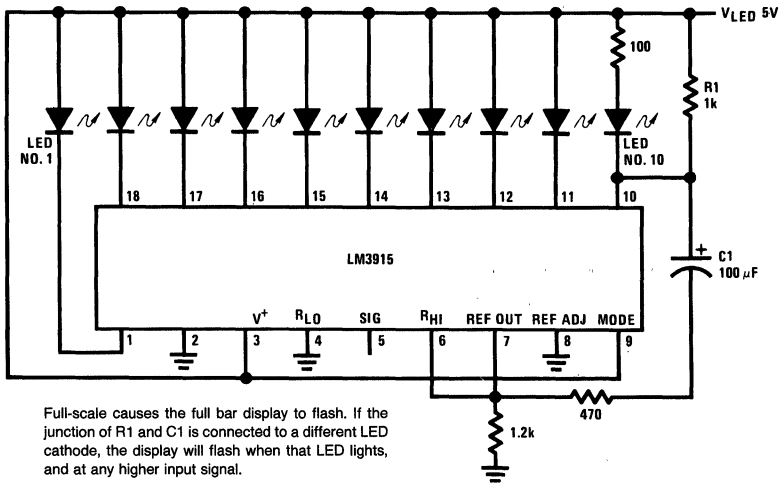 V_LED 5V
100
R1
1k
LED
NO. 1
LED
NO. 10
18 17 16 15 14 13 12 11 10
LM3915
C1
+
100 µF
V+ R_LO SIG R_HI REF OUT REF ADJ MODE
1 2 3 4 5 6 7 8 9
470
1.2k
Full-scale causes the full bar display to flash. If the
junction of R1 and C1 is connected to a different LED
cathode, the display will flash when that LED lights,
and at any higher input signal.